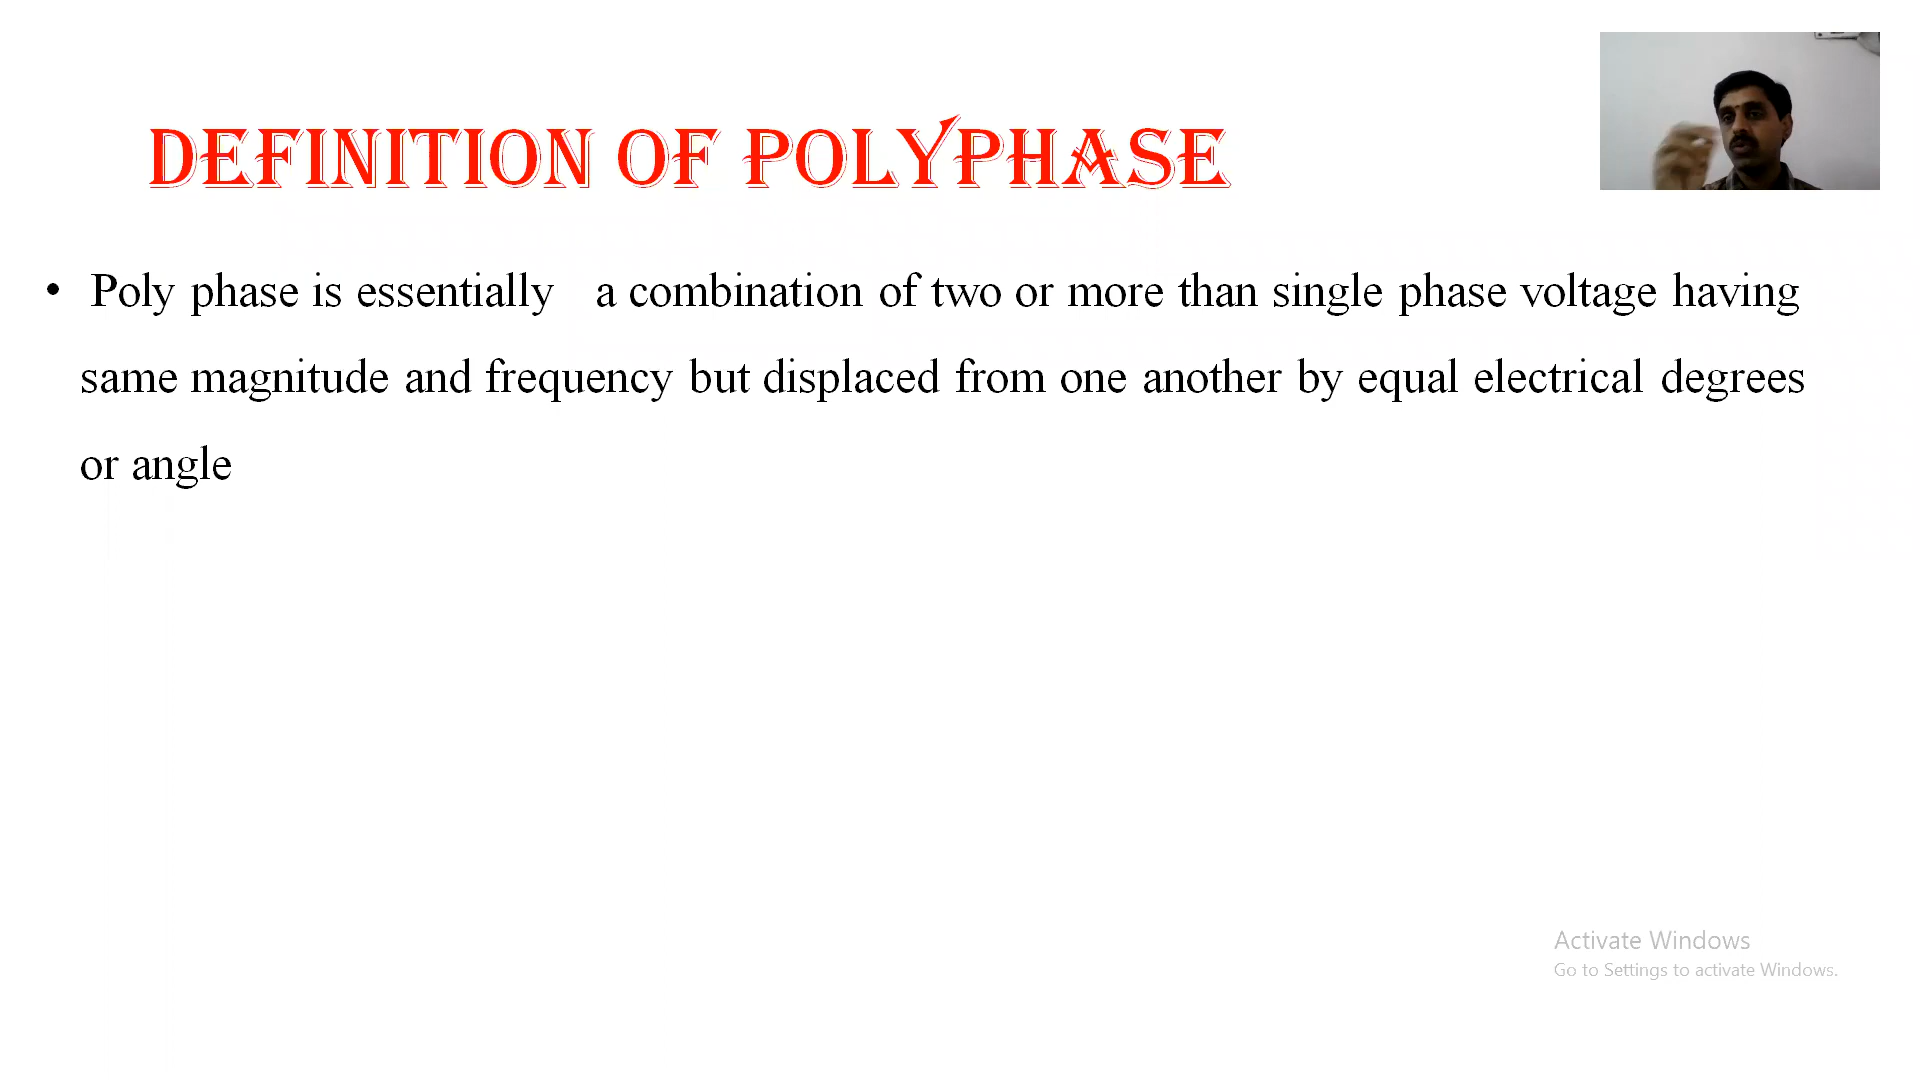 DEFINITION OF POLYPHASE
• Poly phase is essentially a combination of two or more than single phase voltage having
same magnitude and frequency but displaced from one another by equal electrical degrees
or angle
Activate Windows
Go to Settings to activate Windows.